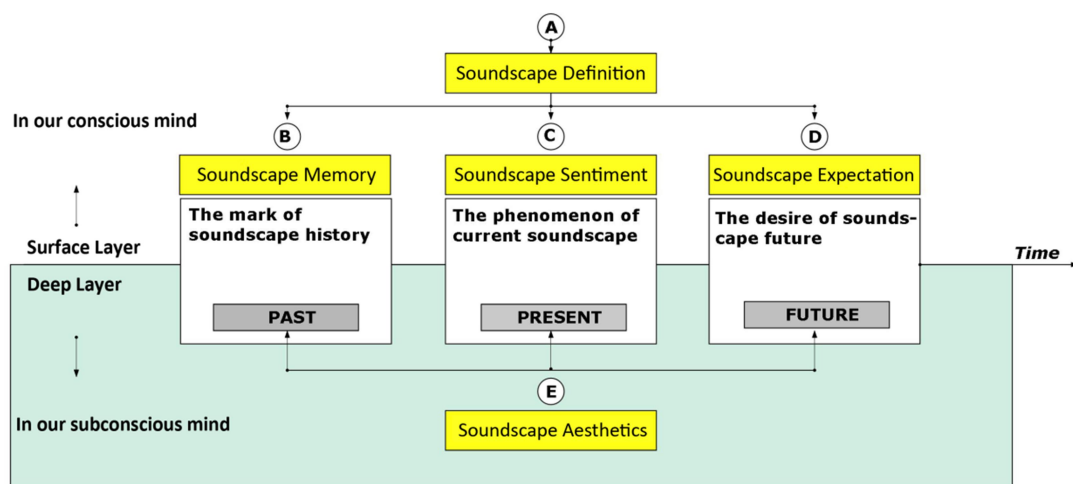 A
Soundscape Definition
In our conscious mind
B
C
D
Soundscape Memory
Soundscape Sentiment
Soundscape Expectation
The mark of
soundscape history
The phenomenon of
current soundscape
The desire of sounds-
cape future
Surface Layer
Time
Deep Layer
PAST
PRESENT
FUTURE
E
In our subconscious mind
Soundscape Aesthetics